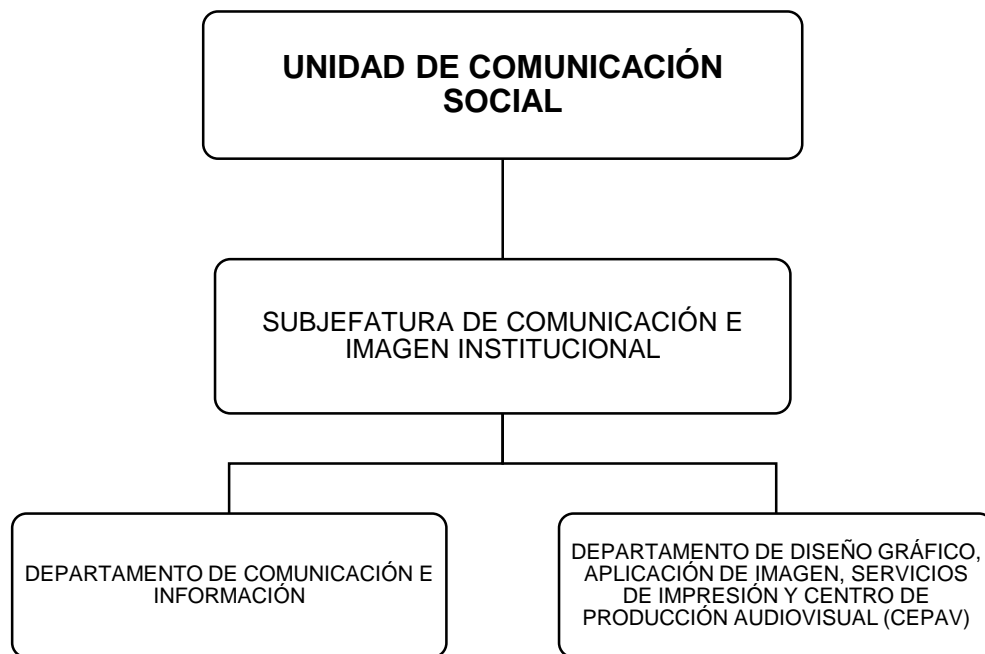 UNIDAD DE COMUNICACIÓN
SOCIAL
SUBJEFATURA DE COMUNICACIÓN E
IMAGEN INSTITUCIONAL
DEPARTAMENTO DE COMUNICACIÓN E
INFORMACIÓN
DEPARTAMENTO DE DISEÑO GRÁFICO,
APLICACIÓN DE IMAGEN, SERVICIOS
DE IMPRESIÓN Y CENTRO DE
PRODUCCIÓN AUDIOVISUAL (CEPAV)